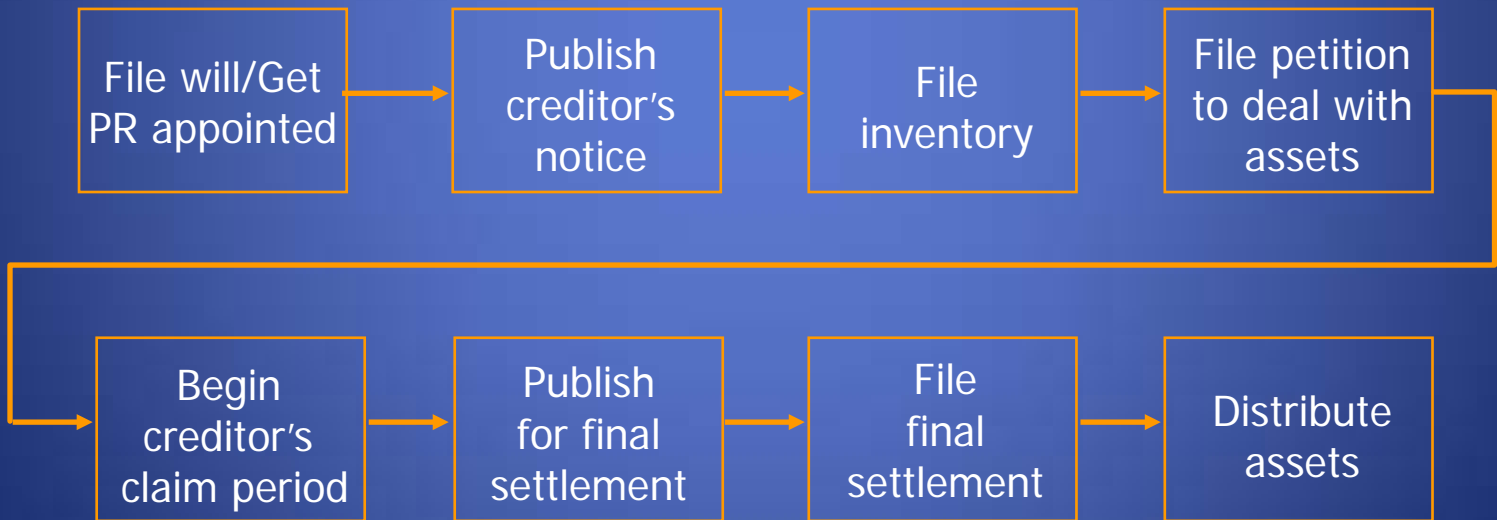 File will/Get
PR appointed
Publish
creditor’s
notice
File
inventory
File petition
to deal with
assets
Begin
creditor’s
claim period
Publish
for final
settlement
File
final
settlement
Distribute
assets